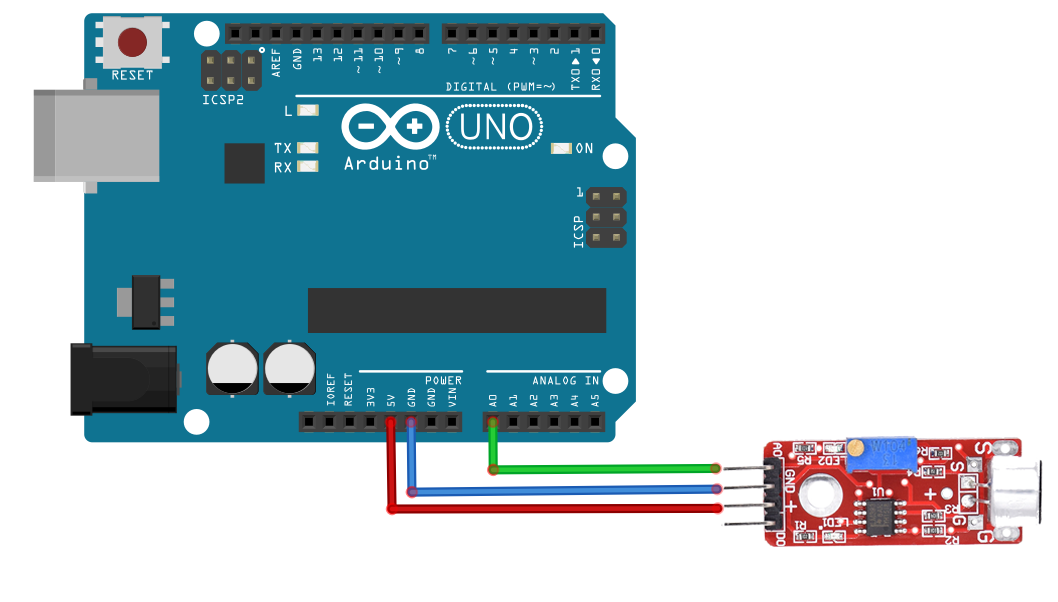 RESET
ICSP2
AREF
GND
13
12
~11
~10
~9
8
7
~6
~5
4
~3
2
TX0▶1
RX0◀0
DIGITAL (PWM=~)
L
TX
RX
Arduino™
UNO
ON
1
ICSP
IOREF
RESET
3V3
5V
GND
GND
VIN
POWER
A0
A1
A2
A3
A4
A5
ANALOG IN
A0
GND
+
D0
R5
LED2
R4
R1
LED1
U1
+
S
S
R3
G
G
R2